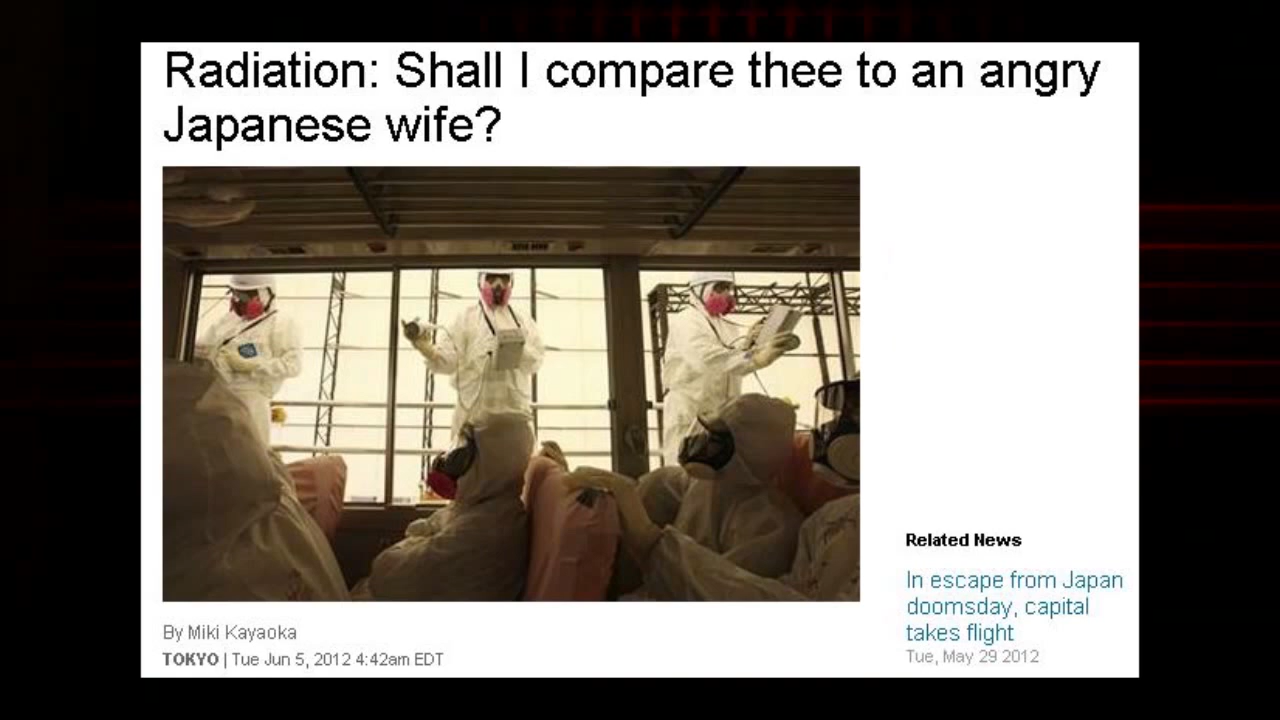 Radiation: Shall I compare thee to an angry
Japanese wife?
Related News
In escape from Japan
doomsday, capital
takes flight
Tue, May 29 2012
By Miki Kayaoka
TOKYO | Tue Jun 5, 2012 4:42am EDT